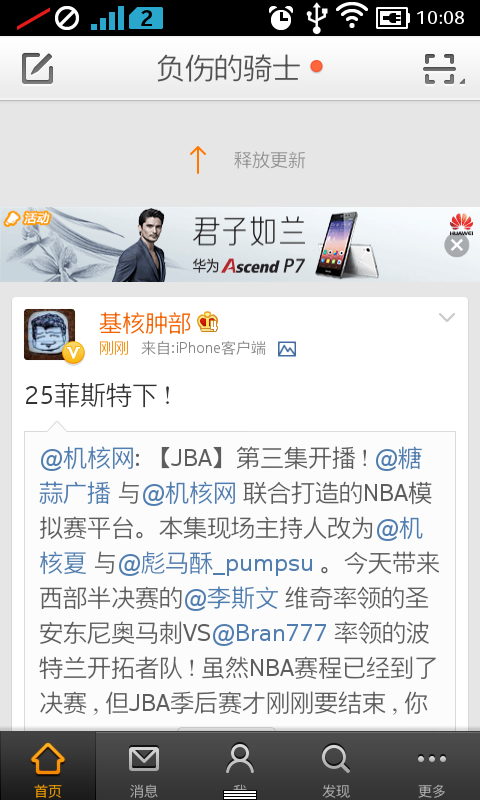 2
10:08
负伤的骑士
释放更新
活动
君子如兰
华为Ascend P7
HUAWEI
基核肿部
刚刚 来自:iPhone客户端
25菲斯特下！
@机核网: 【JBA】第三集开播！@糖
蒜广播 与@机核网 联合打造的NBA模
拟赛平台。本集现场主持人改为@机
核夏 与@彪马酥_pumpsu 。今天带来
西部半决赛的@李斯文 维奇率领的圣
安东尼奥马刺VS@Bran777 率领的波
特兰开拓者队！虽然NBA赛程已经到了
决赛，但JBA季后赛才刚刚要结束，你
首页
消息
我
发现
更多